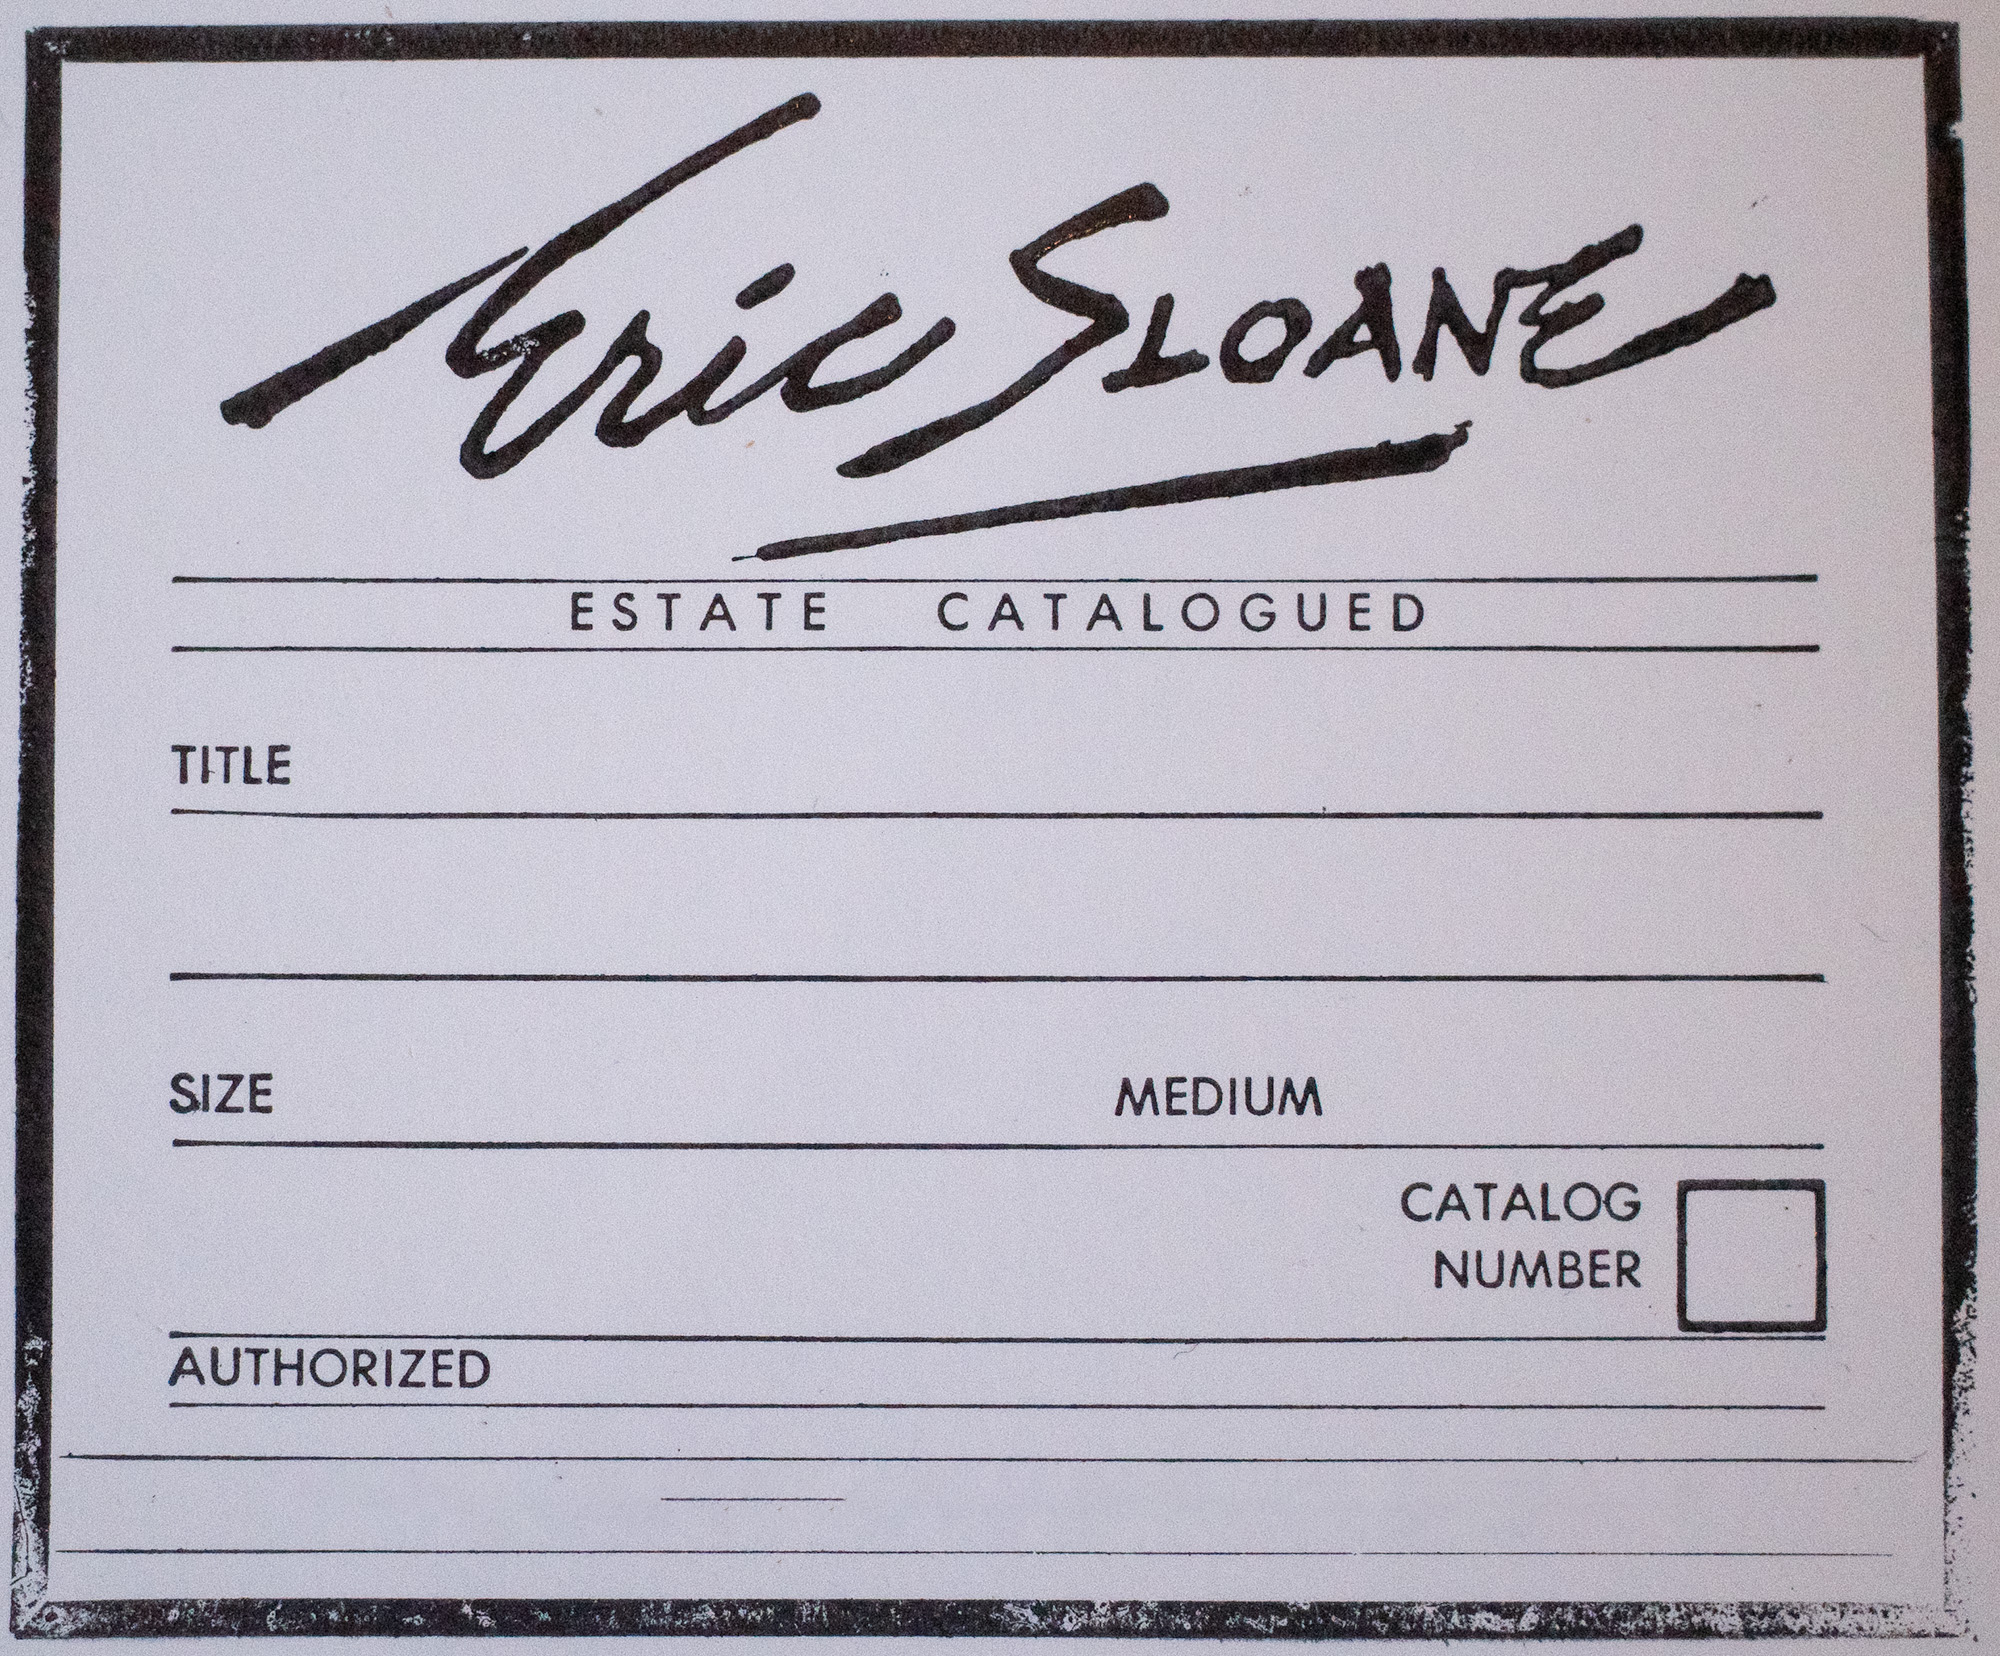 Eric SLOANE
ESTATE CATALOGUED
TITLE
SIZE MEDIUM
CATALOG
NUMBER
AUTHORIZED